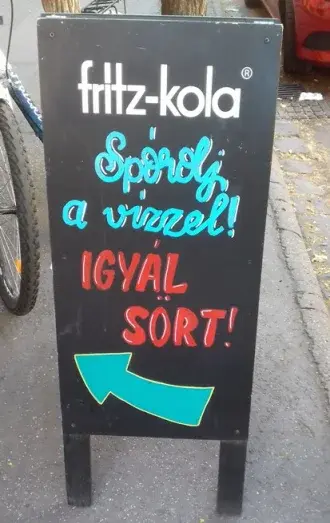 fritz-kola®
Spórolj
a vízzel!
IGYÁL
SÖRT!